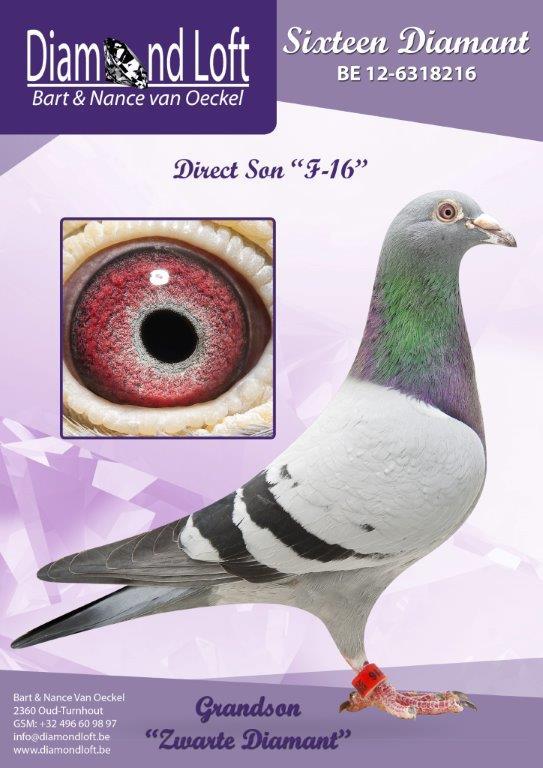 Diamond Loft
Bart & Nance van Oeckel
Sixteen Diamant
BE 12-6318216
Direct Son "F-16"
Bart & Nance Van Oeckel
2360 Oud-Turnhout
GSM: +32 496 60 98 97
info@diamondloft.be
www.diamondloft.be
Grandson
"Zwarte Diamant"